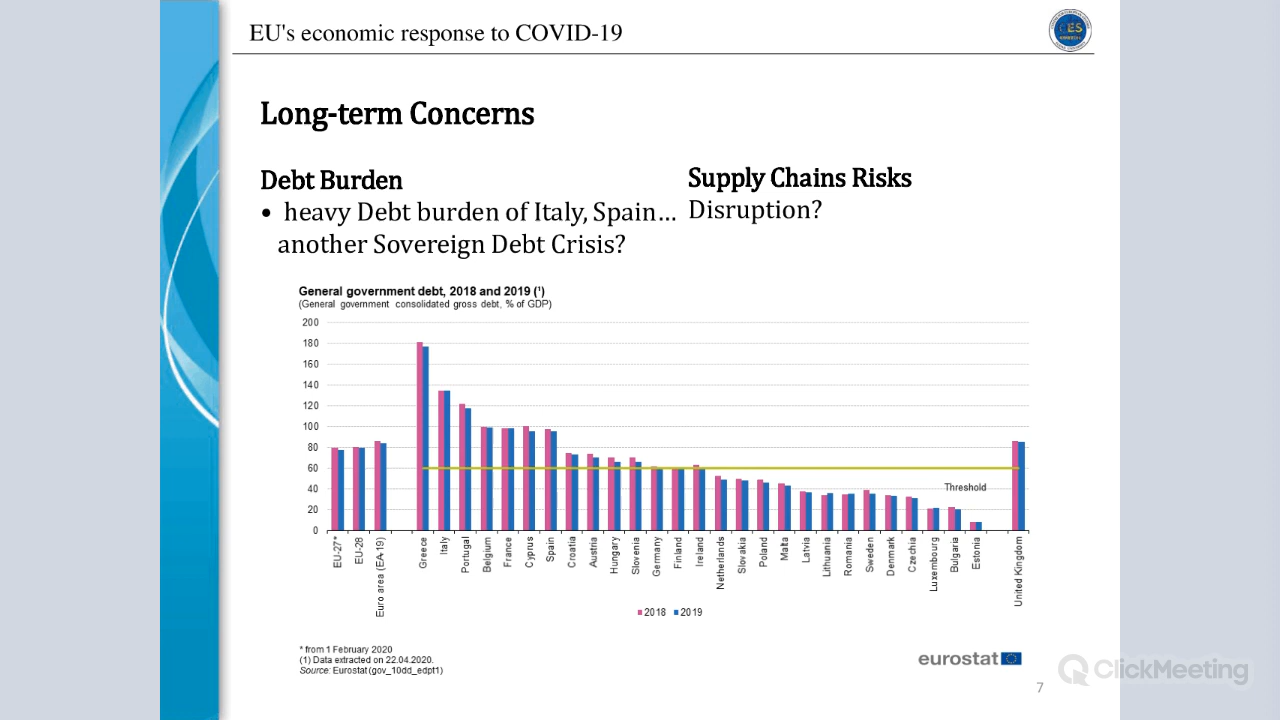 EU's economic response to COVID-19
Long-term Concerns
Debt Burden
• heavy Debt burden of Italy, Spain…
another Sovereign Debt Crisis?
Supply Chains Risks
Disruption?
General government debt, 2018 and 2019 (¹)
(General government consolidated gross debt, % of GDP)
200
180
160
140
120
100
80
60
40
20
0
Threshold
EU-27*
EU-28
Euro area (EA-19)
Greece
Italy
Portugal
Belgium
France
Cyprus
Spain
Croatia
Austria
Hungary
Slovenia
Germany
Finland
Ireland
Netherlands
Slovakia
Poland
Malta
Latvia
Lithuania
Romania
Sweden
Denmark
Czechia
Luxembourg
Bulgaria
Estonia
United Kingdom
2018 2019
* from 1 February 2020
(1) Data extracted on 22.04.2020.
Source: Eurostat (gov_10dd_edpt1)
eurostat
7
ClickMeeting